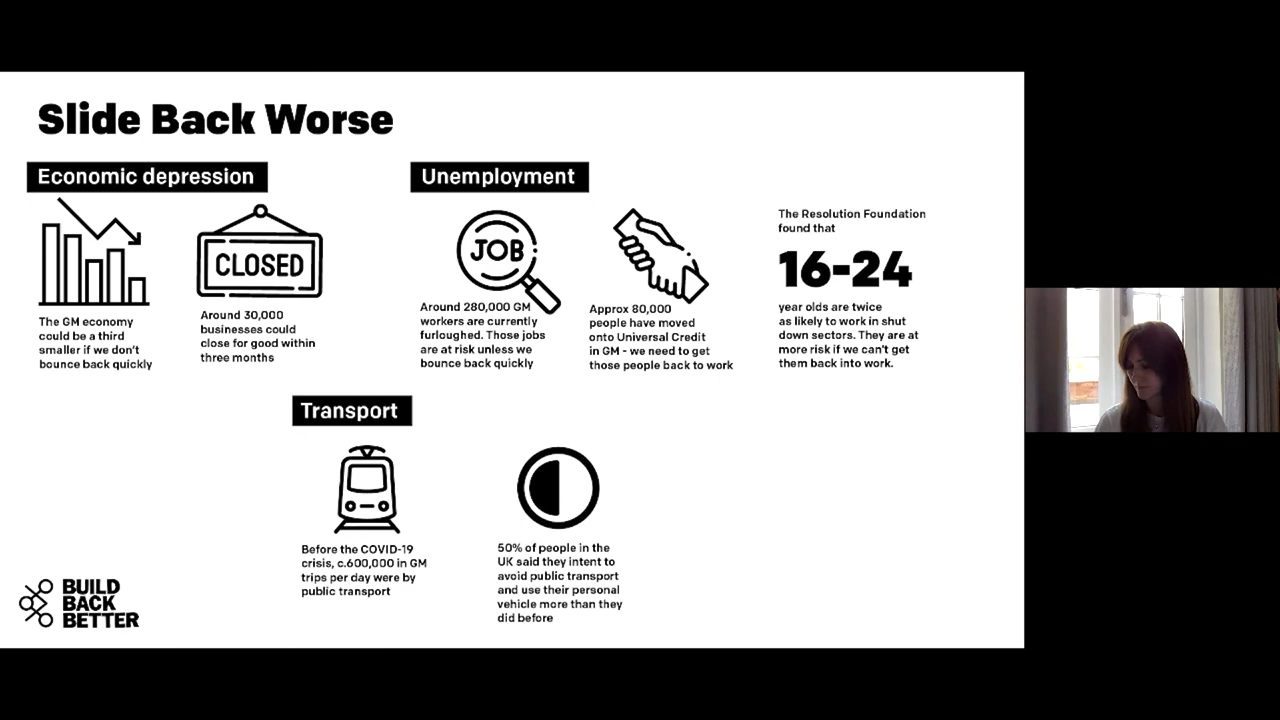 Slide Back Worse
Economic depression
CLOSED
The GM economy
could be a third
smaller if we don't
bounce back quickly
Around 30,000
businesses could
close for good within
three months
Unemployment
JOB
Around 280,000 GM
workers are currently
furloughed. Those jobs
are at risk unless we
bounce back quickly
Approx 80,000
people have moved
onto Universal Credit
in GM - we need to get
those people back to work
The Resolution Foundation
found that
16-24
year olds are twice
as likely to work in shut
down sectors. They are at
more risk if we can't get
them back into work.
Transport
Before the COVID-19
crisis, c.600,000 in GM
trips per day were by
public transport
50% of people in the
UK said they intent to
avoid public transport
and use their personal
vehicle more than they
did before
BUILD
BACK
BETTER